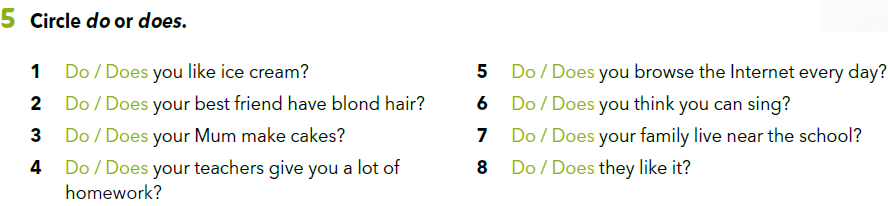 5 Circle do or does.
1 Do / Does you like ice cream?
2 Do / Does your best friend have blond hair?
3 Do / Does your Mum make cakes?
4 Do / Does your teachers give you a lot of
homework?
5 Do / Does you browse the Internet every day?
6 Do / Does you think you can sing?
7 Do / Does your family live near the school?
8 Do / Does they like it?